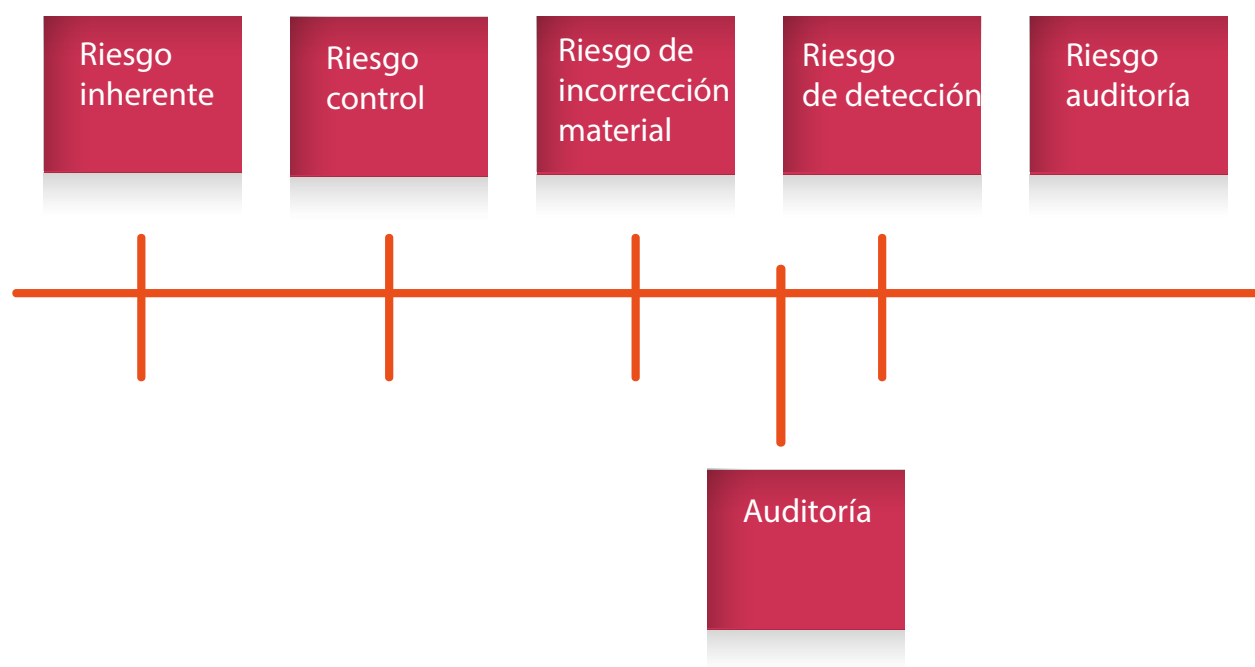 Riesgo
inherente
Riesgo
control
Riesgo de
incorrección
material
Riesgo
de detección
Riesgo
auditoría
Auditoría